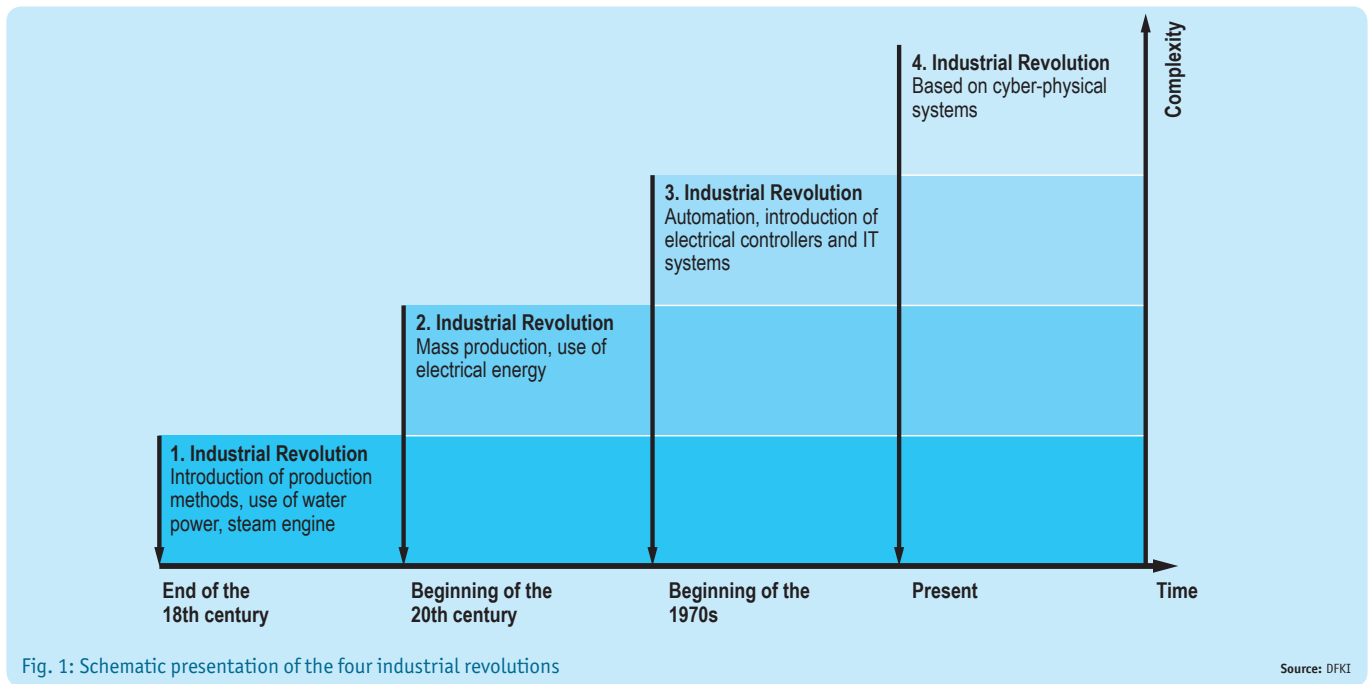 4. Industrial Revolution
Based on cyber-physical
systems
Complexity
3. Industrial Revolution
Automation, introduction of
electrical controllers and IT
systems
2. Industrial Revolution
Mass production, use of
electrical energy
1. Industrial Revolution
Introduction of production
methods, use of water
power, steam engine
End of the
18th century
Beginning of the
20th century
Beginning of the
1970s
Present
Time
Fig. 1: Schematic presentation of the four industrial revolutions
Source: DFKI